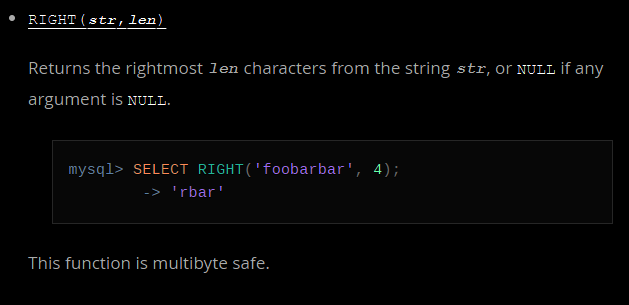 RIGHT(str,len)
Returns the rightmost len characters from the string str, or NULL if any
argument is NULL.
mysql> SELECT RIGHT('foobarbar', 4);
-> 'rbar'
This function is multibyte safe.